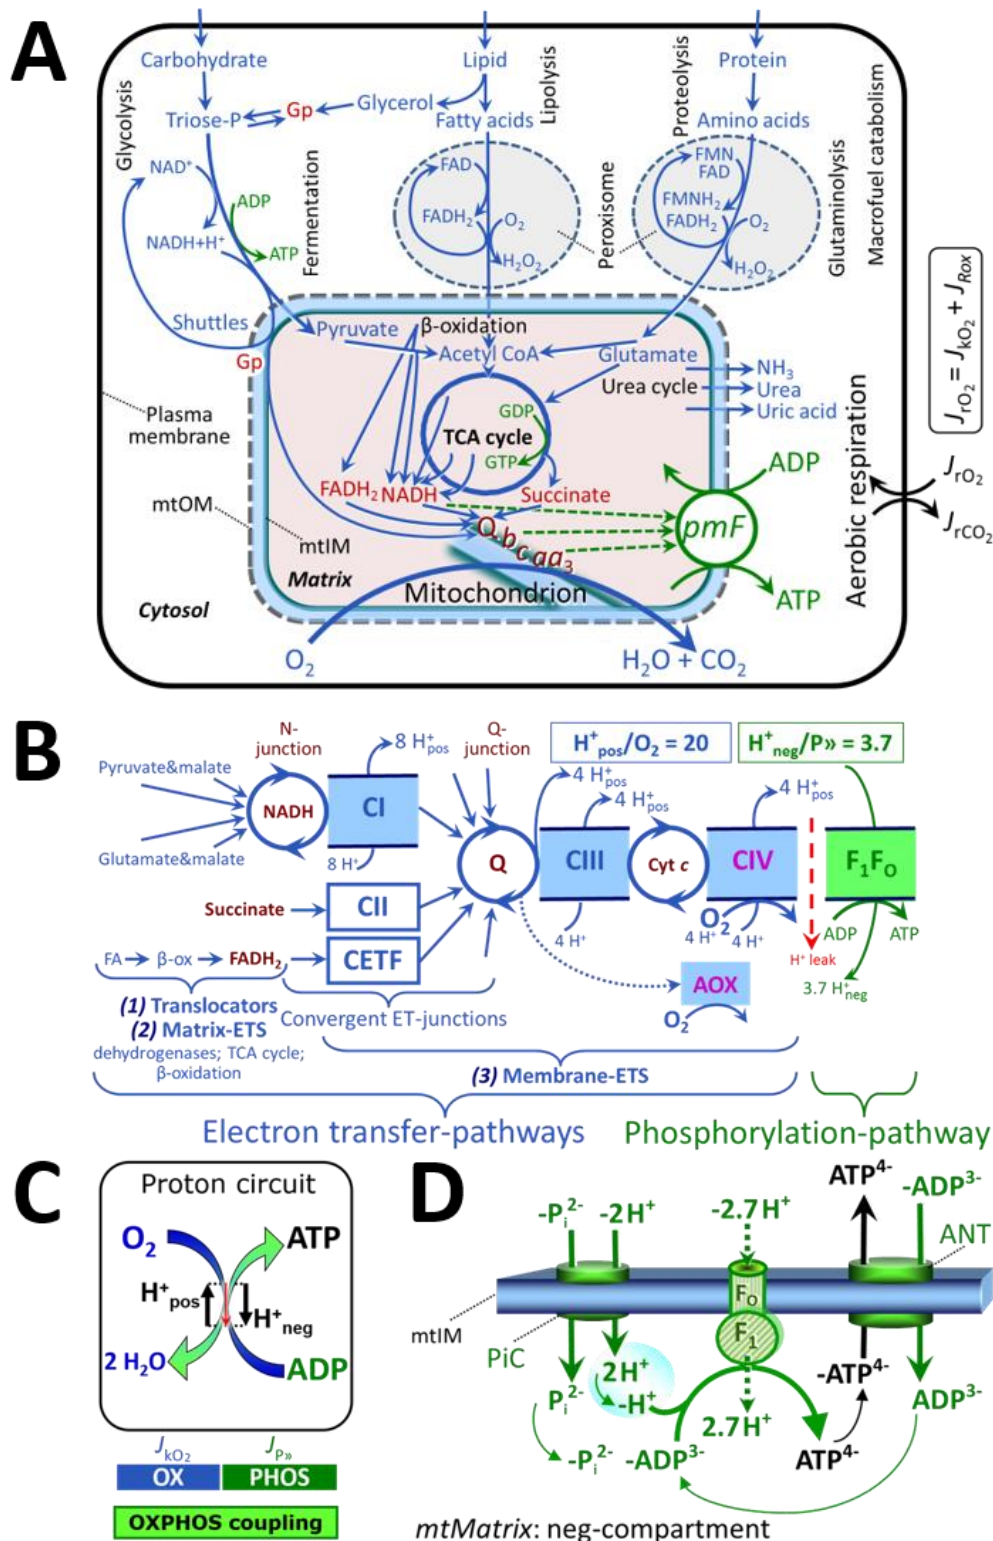 A
Carbohydrate
Lipid
Protein
Glycolysis
Lipolysis
Proteolysis
Macrofuel catabolism
Triose-P
Gp
Glycerol
Fatty acids
Amino acids
NAD⁺
NADH+H⁺
ADP
ATP
Fermentation
FAD
FADH₂
O₂
H₂O₂
Peroxisome
FMN
FAD
FMNH₂
FADH₂
O₂
H₂O₂
Glutaminolysis
J_rO₂ = J_kO₂ + J_Rox
Shuttles
Gp
Pyruvate
β-oxidation
Acetyl CoA
Glutamate
Urea cycle
NH₃
Urea
Uric acid
Plasma
membrane
GDP
TCA cycle
GTP
FADH₂
NADH
Succinate
ADP
pmF
ATP
Aerobic respiration
J_rO₂
J_rCO₂
mtOM
mtIM
Q b c aa₃
Matrix
Mitochondrion
Cytosol
O₂
H₂O + CO₂
B
N-
junction
8 H⁺pos
Q-
junction
H⁺pos/O₂ = 20
H⁺neg/P» = 3.7
Pyruvate&malate
NADH
CI
4 H⁺pos
4 H⁺pos
4 H⁺pos
Glutamate&malate
8 H⁺
Q
CIII
Cyt c
CIV
F₁FO
Succinate
CII
4 H⁺
O₂
4 H⁺
4 H⁺
ADP
ATP
H⁺ leak
FA
β-ox
FADH₂
CETF
AOX
O₂
3.7 H⁺neg
(1) Translocators
(2) Matrix-ETS
dehydrogenases; TCA cycle;
β-oxidation
Convergent ET-junctions
(3) Membrane-ETS
Electron transfer-pathways
Phosphorylation-pathway
C
Proton circuit
O₂
ATP
H⁺pos
H⁺neg
2 H₂O
ADP
J_kO₂
J_P»
OX
PHOS
OXPHOS coupling
D
ATP⁴⁻
-Pᵢ²⁻
-2H⁺
-2.7H⁺
-ADP³⁻
ANT
FO
F₁
mtIM
PiC
2H⁺
-H⁺
Pᵢ²⁻
2.7H⁺
-ATP⁴⁻
ADP³⁻
-Pᵢ²⁻
-ADP³⁻
ATP⁴⁻
mtMatrix: neg-compartment